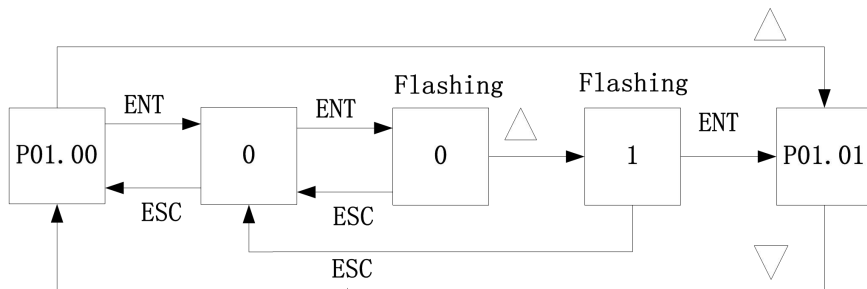 Flashing
Flashing
ENT
ENT
ENT
P01.00
0
0
1
P01.01
ESC
ESC
ESC